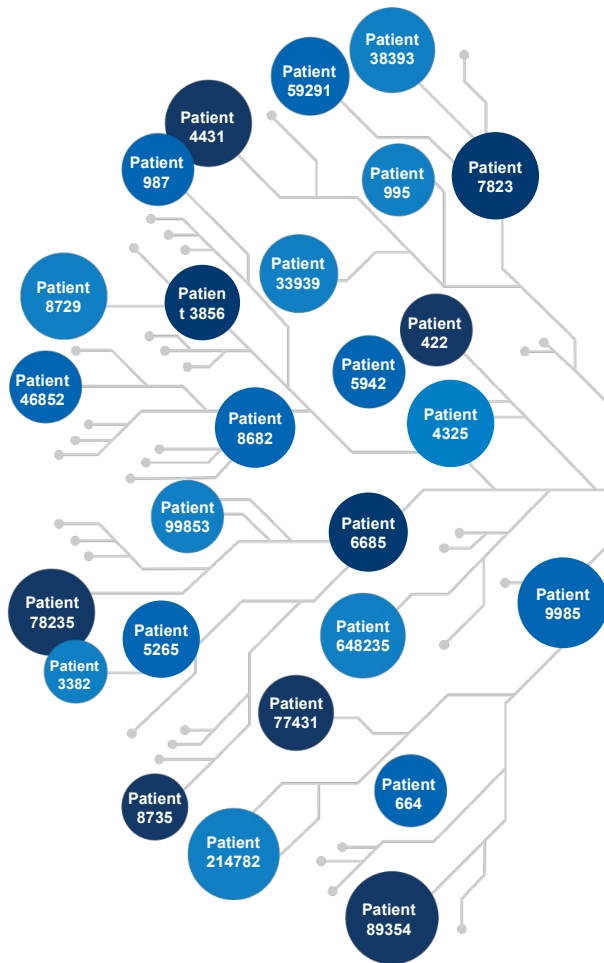 Patient
38393
Patient
59291
Patient
4431
Patient
987
Patient
995
Patient
7823
Patient
33939
Patient
8729
Patien
t 3856
Patient
422
Patient
5942
Patient
46852
Patient
8682
Patient
4325
Patient
99853
Patient
6685
Patient
9985
Patient
78235
Patient
5265
Patient
648235
Patient
3382
Patient
77431
Patient
664
Patient
8735
Patient
214782
Patient
89354